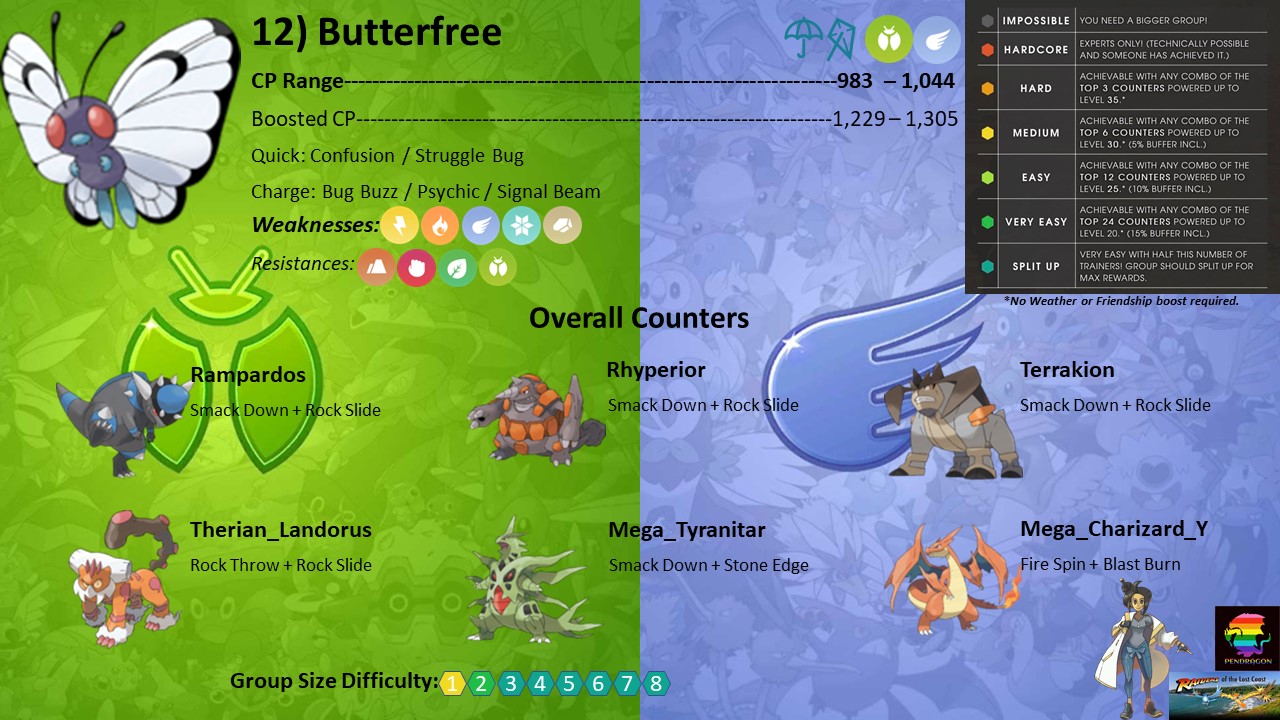 12) Butterfree
CP Range----------------------------------------------------------------------983 – 1,044
Boosted CP--------------------------------------------------------------------1,229 – 1,305
Quick: Confusion / Struggle Bug
Charge: Bug Buzz / Psychic / Signal Beam
Weaknesses:
Resistances:
IMPOSSIBLE YOU NEED A BIGGER GROUP!
HARDCORE EXPERTS ONLY! (TECHNICALLY POSSIBLE
AND SOMEONE HAS ACHIEVED IT.)
HARD ACHIEVABLE WITH ANY COMBO OF THE
TOP 3 COUNTERS POWERED UP TO
LEVEL 35.*
MEDIUM ACHIEVABLE WITH ANY COMBO OF THE
TOP 6 COUNTERS POWERED UP TO
LEVEL 30.* (5% BUFFER INCL.)
EASY ACHIEVABLE WITH ANY COMBO OF THE
TOP 12 COUNTERS POWERED UP TO
LEVEL 25.* (10% BUFFER INCL.)
VERY EASY ACHIEVABLE WITH ANY COMBO OF THE
TOP 24 COUNTERS POWERED UP TO
LEVEL 20.* (15% BUFFER INCL.)
SPLIT UP VERY EASY WITH HALF THIS NUMBER OF
TRAINERS! GROUP SHOULD SPLIT UP FOR
MAX REWARDS.
*No Weather or Friendship boost required.
Overall Counters
Rampardos
Smack Down + Rock Slide
Rhyperior
Smack Down + Rock Slide
Terrakion
Smack Down + Rock Slide
Therian_Landorus
Rock Throw + Rock Slide
Mega_Tyranitar
Smack Down + Stone Edge
Mega_Charizard_Y
Fire Spin + Blast Burn
Group Size Difficulty: 1 2 3 4 5 6 7 8
PENDRAGON
RAIDERS of the Lost Coast